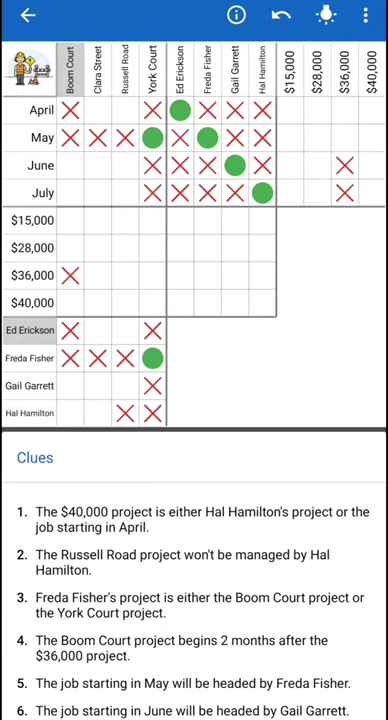 Boom Court
Clara Street
Russell Road
York Court
Ed Erickson
Freda Fisher
Gail Garrett
Hal Hamilton
$15,000
$28,000
$36,000
$40,000
April
May
June
July
$15,000
$28,000
$36,000
$40,000
Ed Erickson
Freda Fisher
Gail Garrett
Hal Hamilton
Clues
1. The $40,000 project is either Hal Hamilton's project or the
job starting in April.
2. The Russell Road project won't be managed by Hal
Hamilton.
3. Freda Fisher's project is either the Boom Court project or
the York Court project.
4. The Boom Court project begins 2 months after the
$36,000 project.
5. The job starting in May will be headed by Freda Fisher.
6. The job starting in June will be headed by Gail Garrett.